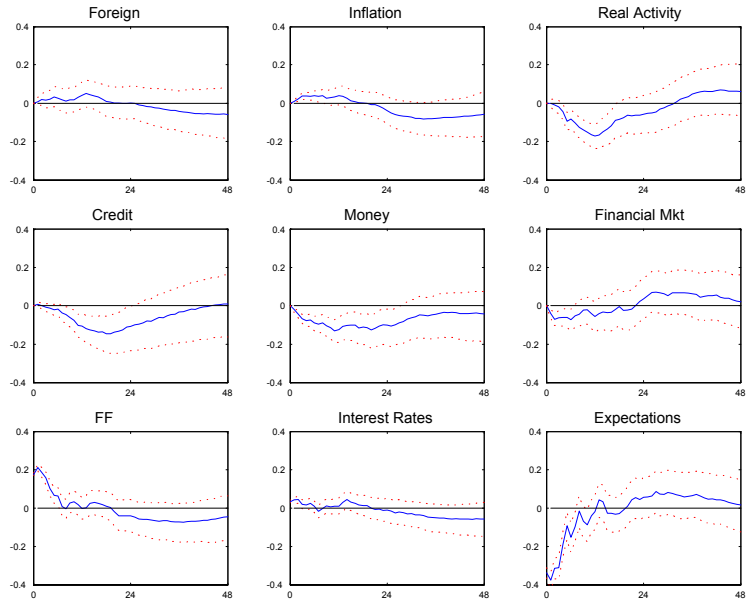 Foreign Inflation Real Activity
0.4 0.4 0.4
0.2 0.2 0.2
0 0 0
-0.2 -0.2 -0.2
-0.4 -0.4 -0.4
0 24 48 0 24 48 0 24 48
Credit Money Financial Mkt
0.4 0.4 0.4
0.2 0.2 0.2
0 0 0
-0.2 -0.2 -0.2
-0.4 -0.4 -0.4
0 24 48 0 24 48 0 24 48
FF Interest Rates Expectations
0.4 0.4 0.4
0.2 0.2 0.2
0 0 0
-0.2 -0.2 -0.2
-0.4 -0.4 -0.4
0 24 48 0 24 48 0 24 48